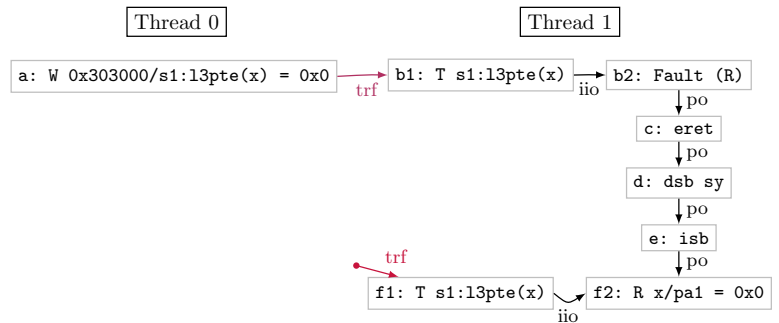 Thread 0
Thread 1
a: W 0x303000/s1:l3pte(x) = 0x0
trf
b1: T s1:l3pte(x)
iio
b2: Fault (R)
po
c: eret
po
d: dsb sy
po
e: isb
po
trf
f1: T s1:l3pte(x)
iio
f2: R x/pa1 = 0x0